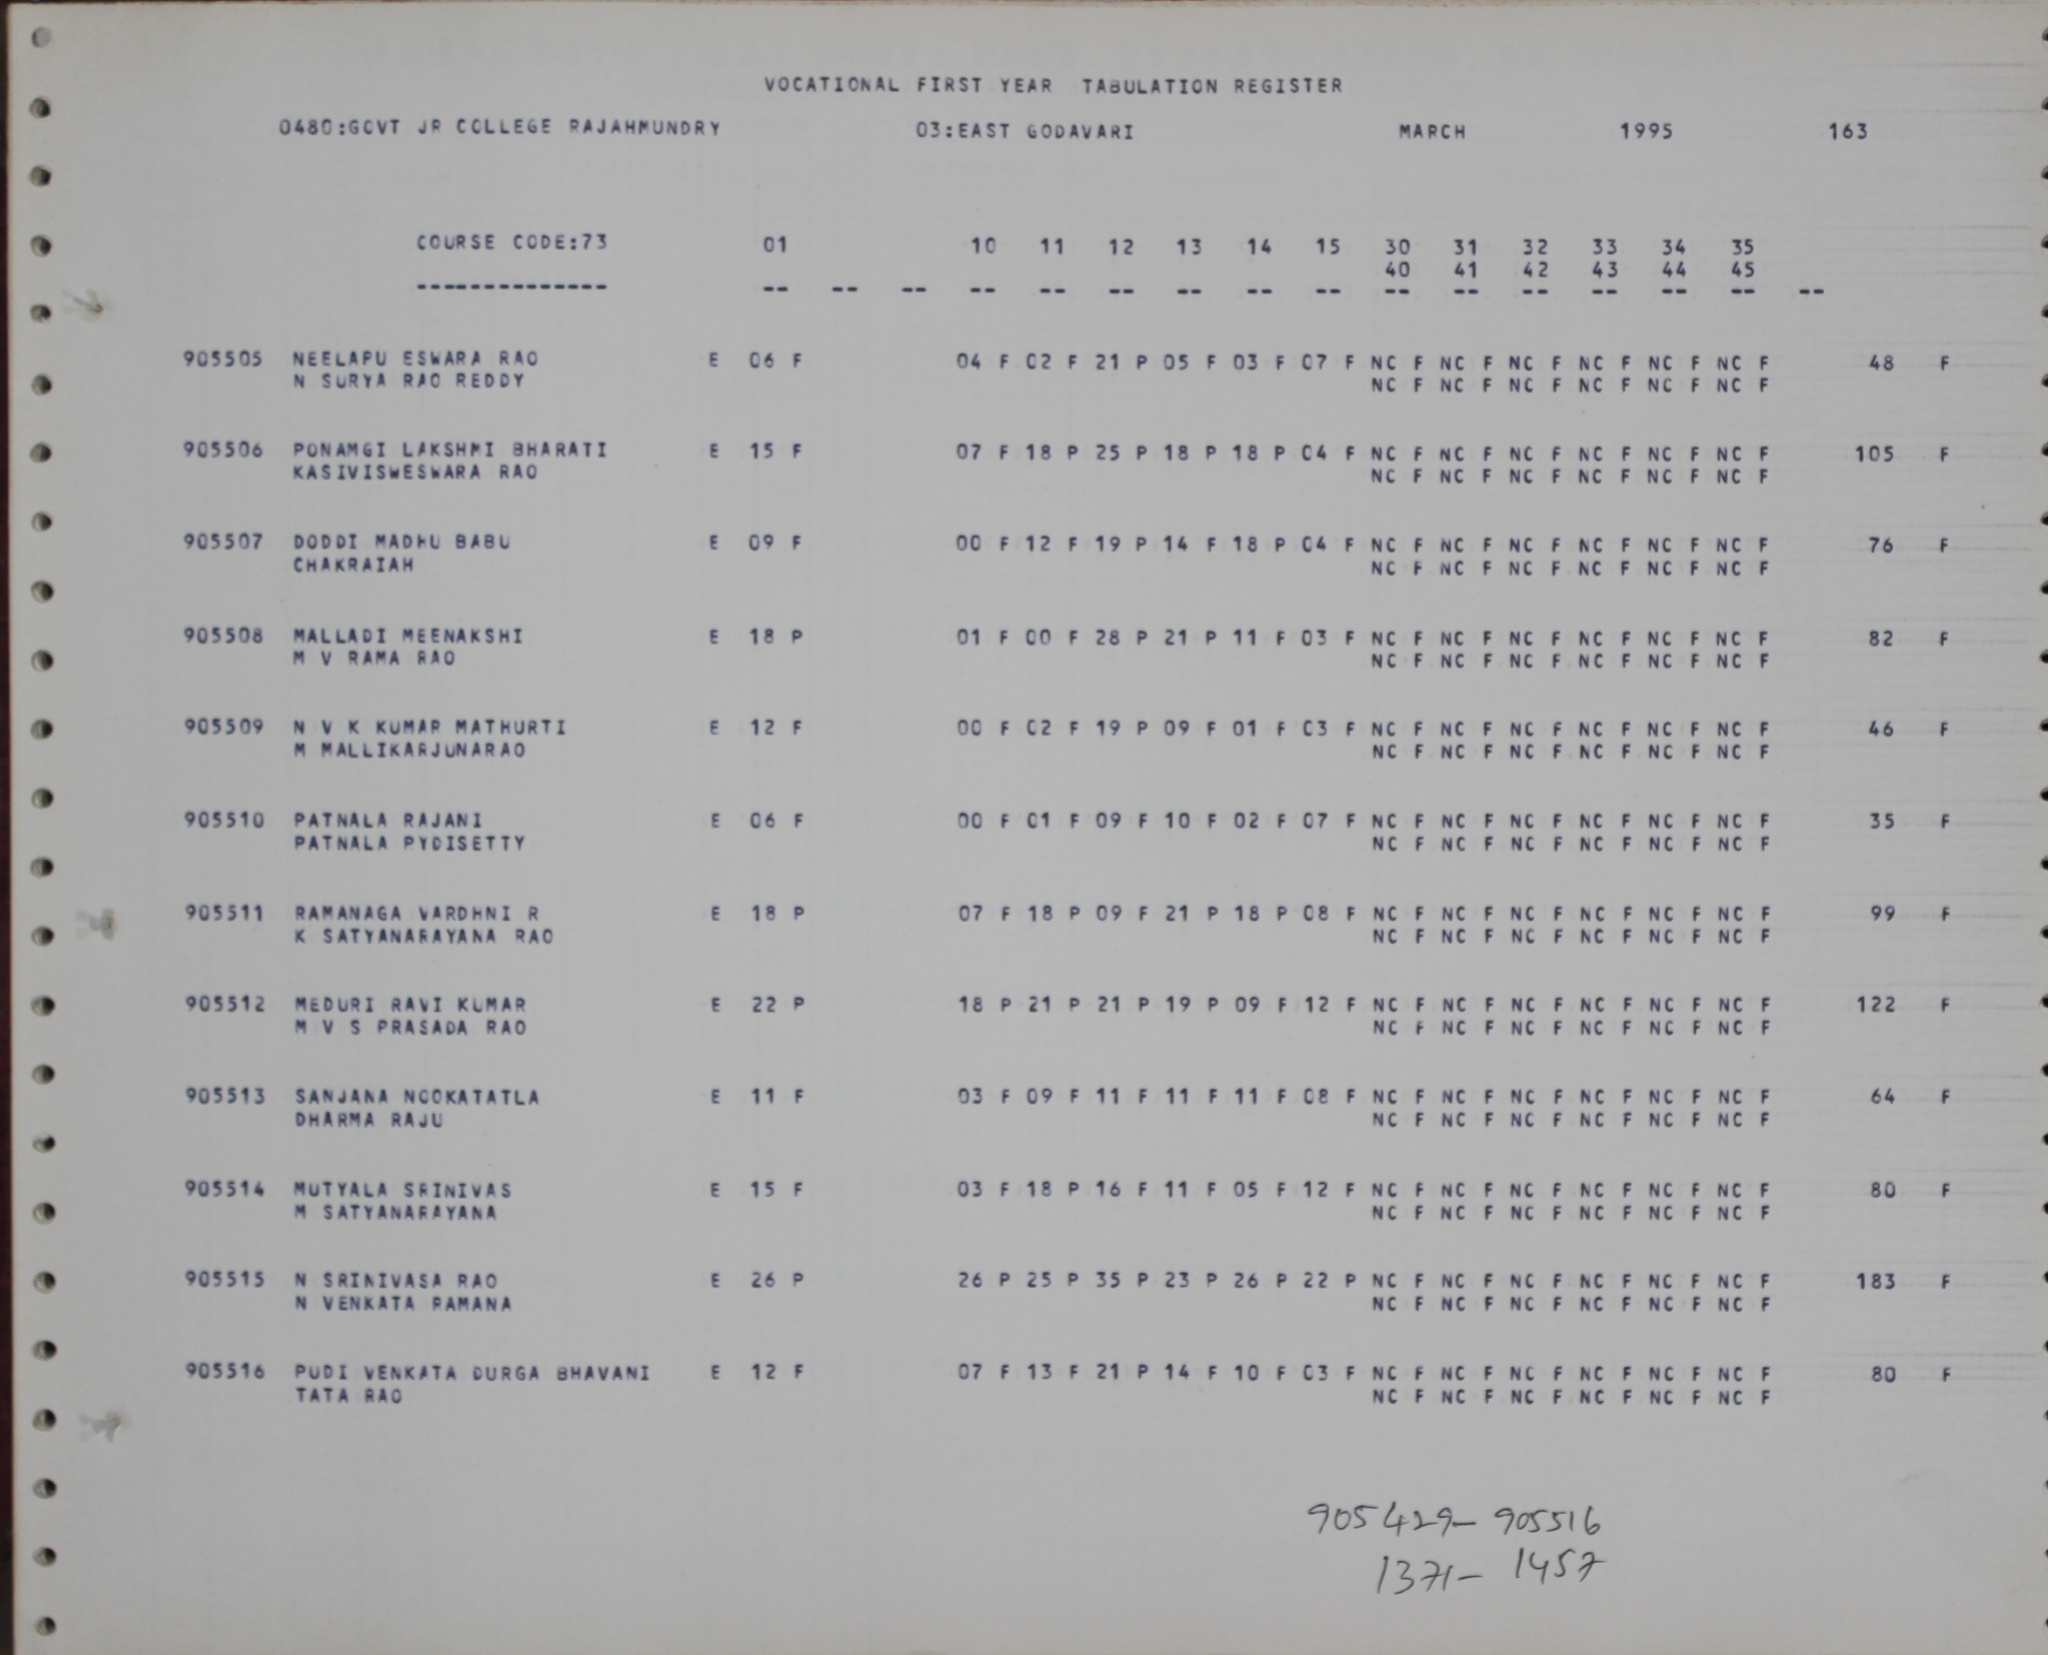 VOCATIONAL FIRST YEAR TABULATION REGISTER
0480:GOVT JR COLLEGE RAJAHMUNDRY 03:EAST GODAVARI MARCH 1995 163
COURSE CODE:73 01 10 11 12 13 14 15 30 31 32 33 34 35
40 41 42 43 44 45
-------------- -- -- -- -- -- -- -- -- -- -- -- -- -- -- -- --
905505 NEELAPU ESWARA RAO E 06 F 04 F 02 F 21 P 05 F 03 F 07 F NC F NC F NC F NC F NC F NC F 48 F
N SURYA RAO REDDY NC F NC F NC F NC F NC F NC F
905506 PONAMGI LAKSHMI BHARATI E 15 F 07 F 18 P 25 P 18 P 18 P 04 F NC F NC F NC F NC F NC F NC F 105 F
KASIVISWESWARA RAO NC F NC F NC F NC F NC F NC F
905507 DODDI MADHU BABU E 09 F 00 F 12 F 19 P 14 F 18 P 04 F NC F NC F NC F NC F NC F NC F 76 F
CHAKRAIAH NC F NC F NC F NC F NC F NC F
905508 MALLADI MEENAKSHI E 18 P 01 F 00 F 28 P 21 P 11 F 03 F NC F NC F NC F NC F NC F NC F 82 F
M V RAMA RAO NC F NC F NC F NC F NC F NC F
905509 N V K KUMAR MATHURTI E 12 F 00 F 02 F 19 P 09 F 01 F 03 F NC F NC F NC F NC F NC F NC F 46 F
M MALLIKARJUNARAO NC F NC F NC F NC F NC F NC F
905510 PATNALA RAJANI E 06 F 00 F 01 F 09 F 10 F 02 F 07 F NC F NC F NC F NC F NC F NC F 35 F
PATNALA PYDISETTY NC F NC F NC F NC F NC F NC F
905511 RAMANAGA VARDHNI R E 18 P 07 F 18 P 09 F 21 P 18 P 08 F NC F NC F NC F NC F NC F NC F 99 F
K SATYANARAYANA RAO NC F NC F NC F NC F NC F NC F
905512 MEDURI RAVI KUMAR E 22 P 18 P 21 P 21 P 19 P 09 F 12 F NC F NC F NC F NC F NC F NC F 122 F
M V S PRASADA RAO NC F NC F NC F NC F NC F NC F
905513 SANJANA NOOKATATLA E 11 F 03 F 09 F 11 F 11 F 11 F 08 F NC F NC F NC F NC F NC F NC F 64 F
DHARMA RAJU NC F NC F NC F NC F NC F NC F
905514 MUTYALA SRINIVAS E 15 F 03 F 18 P 16 F 11 F 05 F 12 F NC F NC F NC F NC F NC F NC F 80 F
M SATYANARAYANA NC F NC F NC F NC F NC F NC F
905515 N SRINIVASA RAO E 26 P 26 P 25 P 35 P 23 P 26 P 22 P NC F NC F NC F NC F NC F NC F 183 F
N VENKATA RAMANA NC F NC F NC F NC F NC F NC F
905516 PUDI VENKATA DURGA BHAVANI E 12 F 07 F 13 F 21 P 14 F 10 F 03 F NC F NC F NC F NC F NC F NC F 80 F
TATA RAO NC F NC F NC F NC F NC F NC F
905429- 905516
1371- 1457